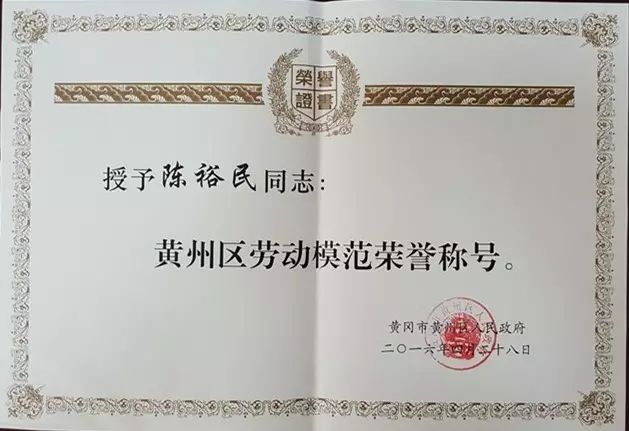 榮譽
證書
授予陈裕民同志:
黄州区劳动模范荣誉称号。
黄冈市黄州区人民政府
二〇一六年四月二十八日